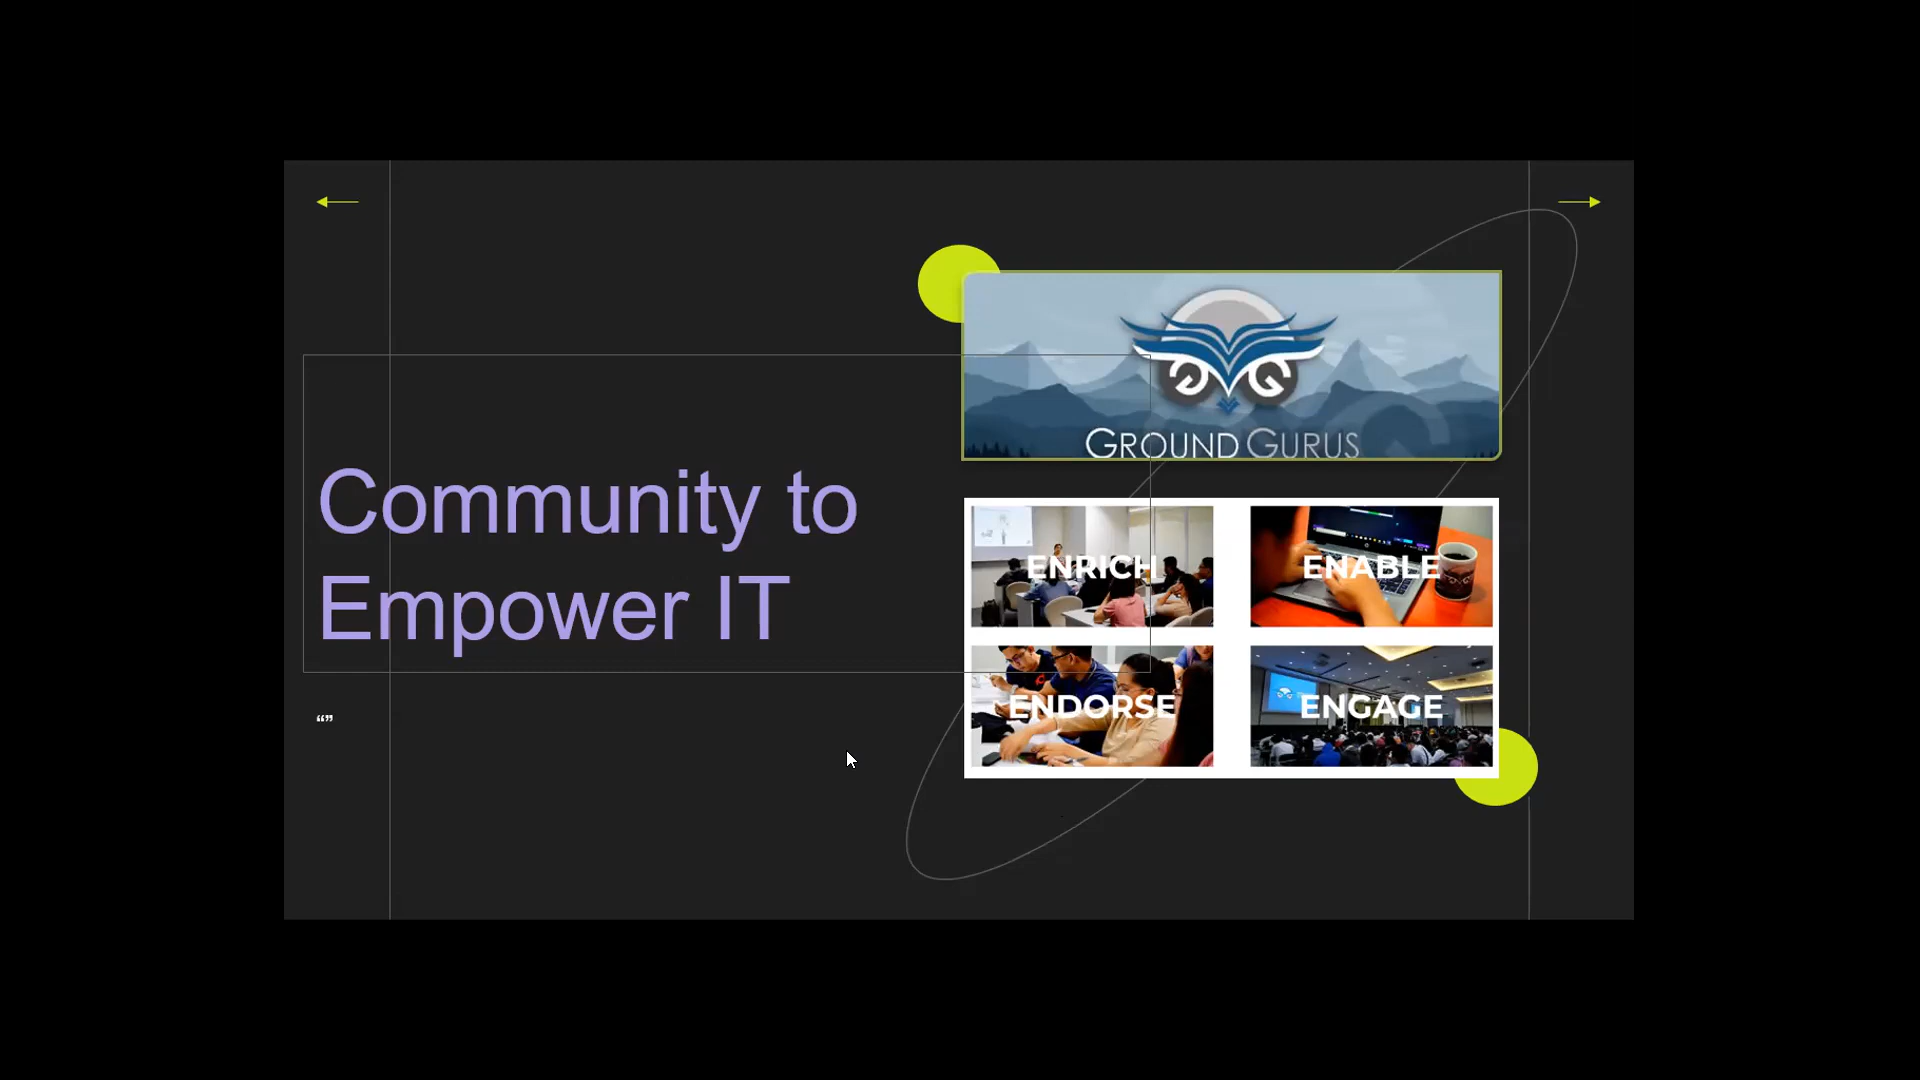 Community to
Empower IT
“”
GROUND GURUS
ENRICH
ENABLE
ENDORSE
ENGAGE